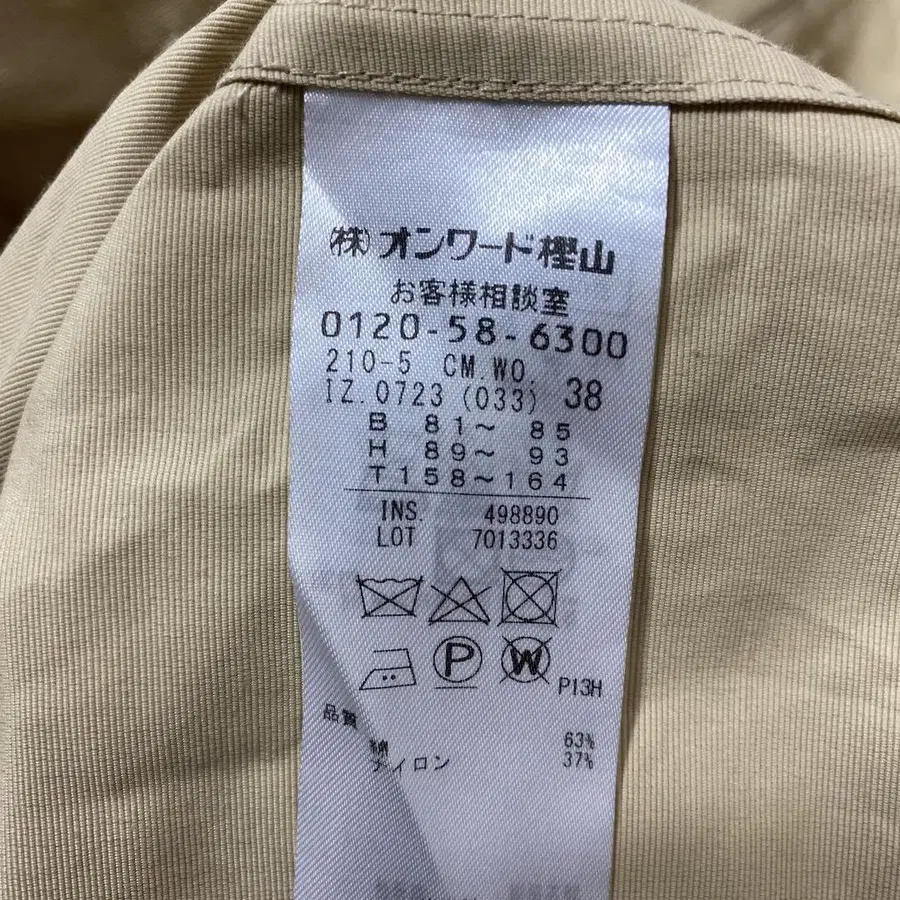 (株)オンワード樫山
お客様相談室
0120-58-6300
210-5 CM.WO.
IZ.0723 (033) 38
B 81~ 85
H 89~ 93
T158~164
INS. 498890
LOT 7013336
P
W
P13H
品質
綿 63%
ナイロン 37%